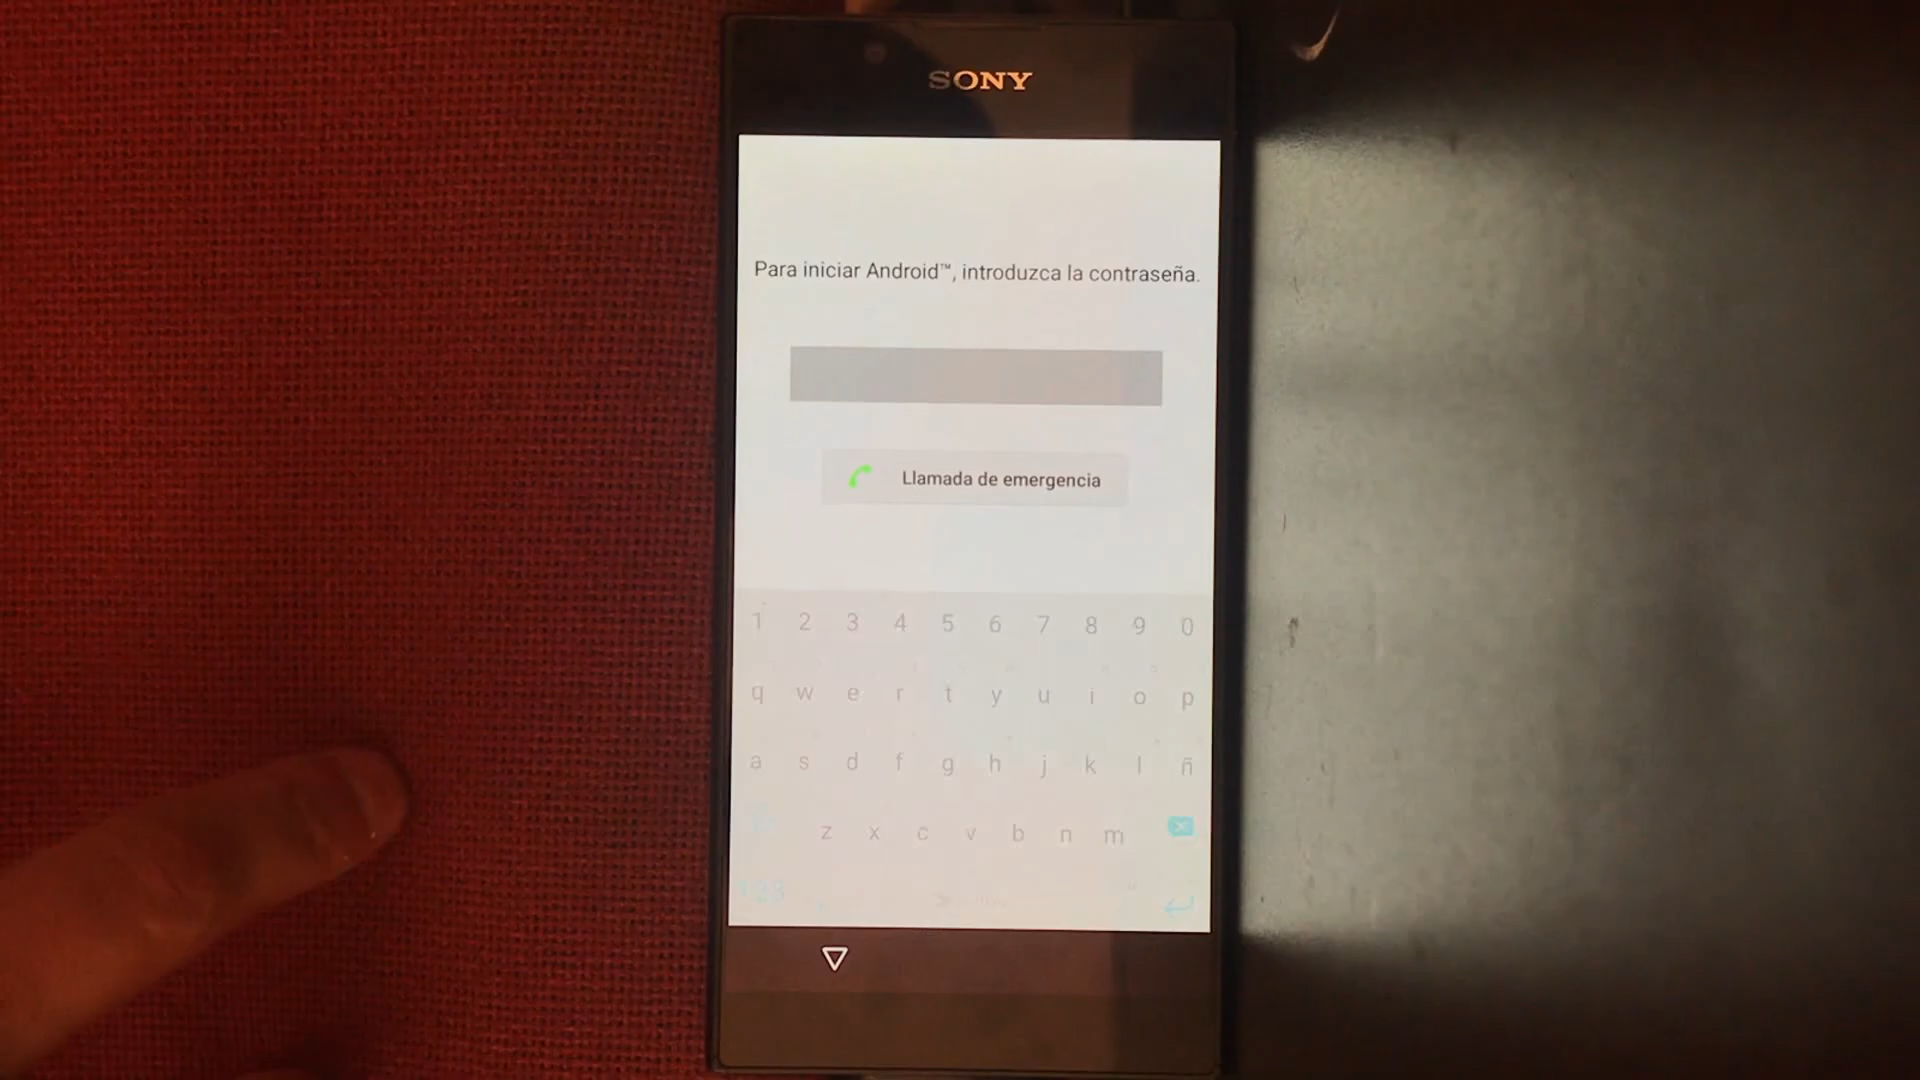 SONY
Para iniciar Android™, introduzca la contraseña.
Llamada de emergencia
1 2 3 4 5 6 7 8 9 0
q w e r t y u i o p
a s d f g h j k l ñ
z x c v b n m
123